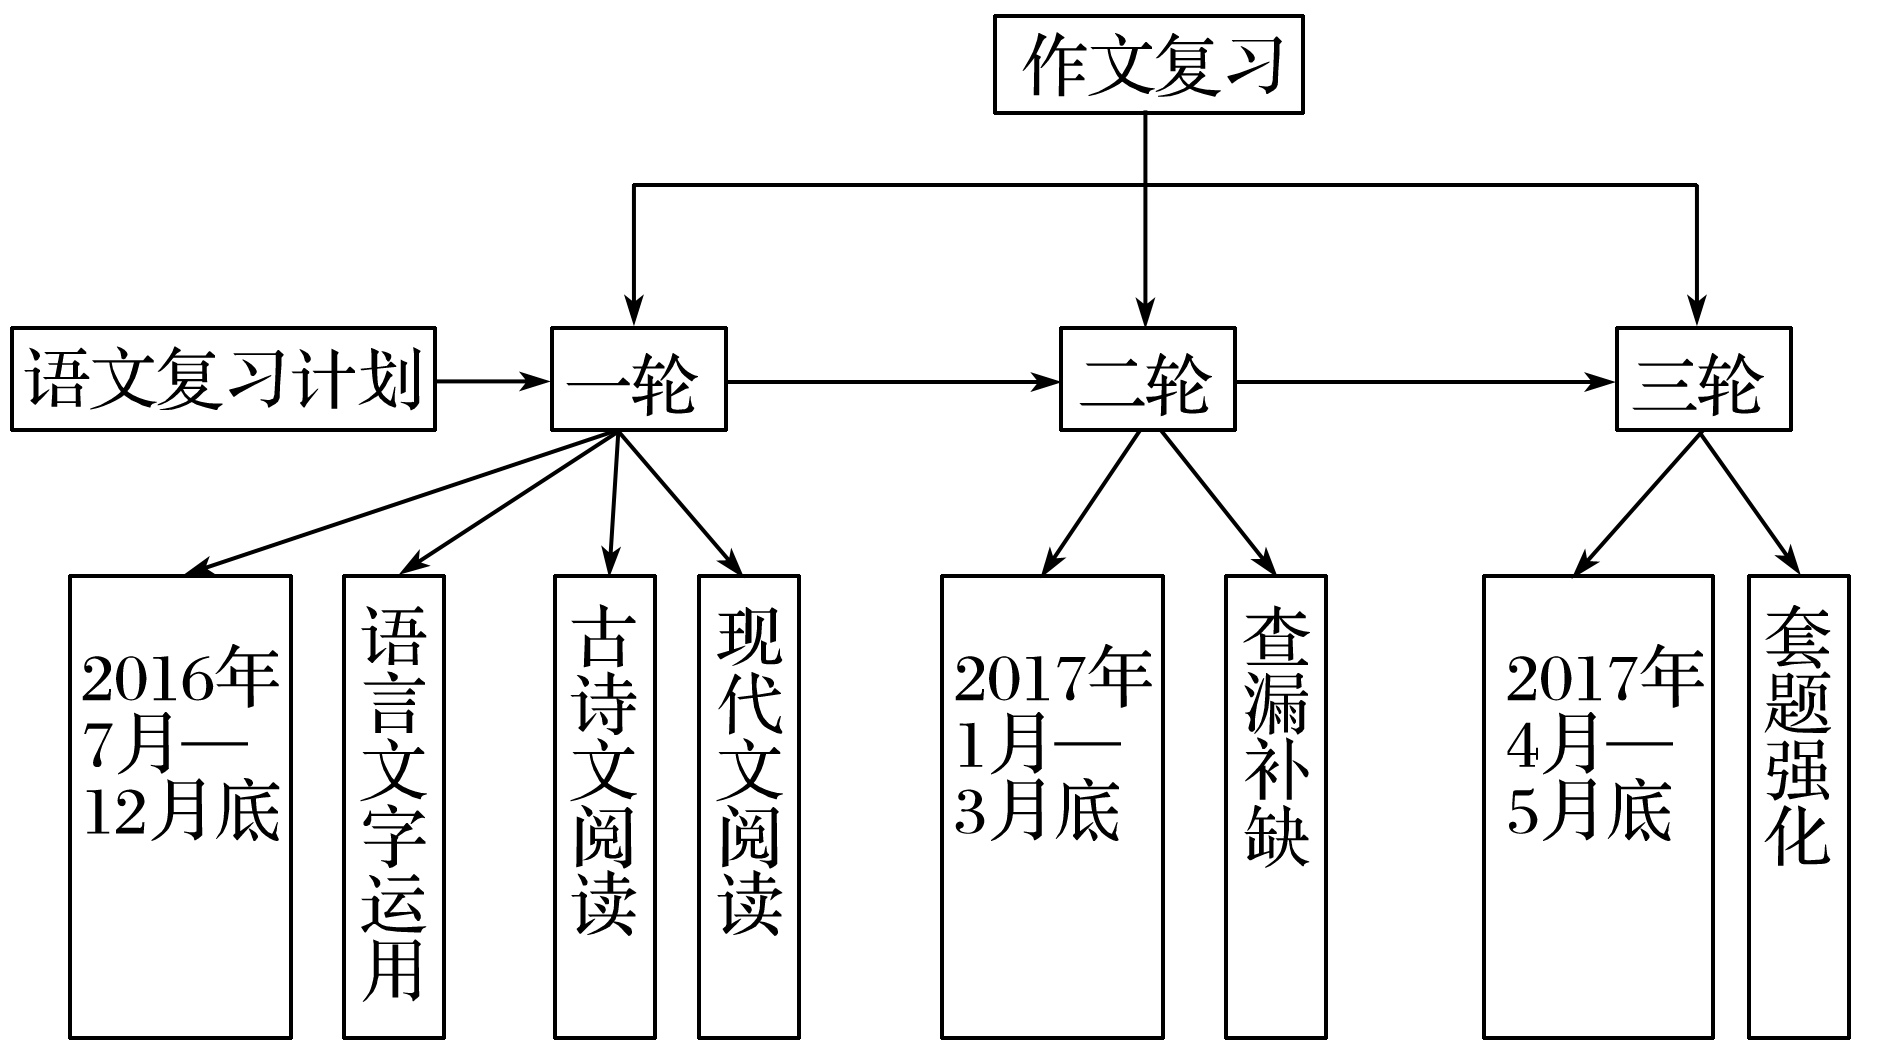 作文复习
语文复习计划
一轮
二轮
三轮
2016年
7月—
12月底
语言文字运用
古诗文阅读
现代文阅读
2017年
1月—
3月底
查漏补缺
2017年
4月—
5月底
套题强化